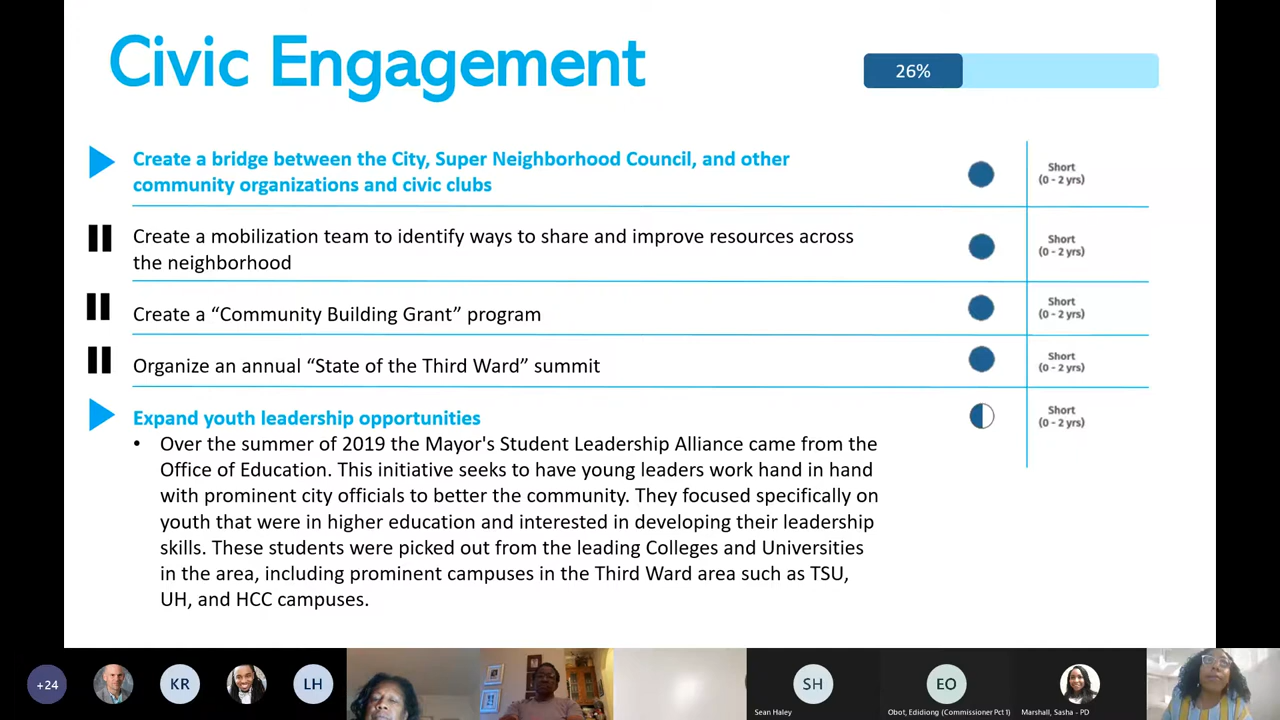 Civic Engagement
26%
Create a bridge between the City, Super Neighborhood Council, and other
community organizations and civic clubs
Short
(0 - 2 yrs)
Create a mobilization team to identify ways to share and improve resources across
the neighborhood
Short
(0 - 2 yrs)
Create a “Community Building Grant” program
Short
(0 - 2 yrs)
Organize an annual “State of the Third Ward” summit
Short
(0 - 2 yrs)
Expand youth leadership opportunities
Short
(0 - 2 yrs)
• Over the summer of 2019 the Mayor's Student Leadership Alliance came from the
Office of Education. This initiative seeks to have young leaders work hand in hand
with prominent city officials to better the community. They focused specifically on
youth that were in higher education and interested in developing their leadership
skills. These students were picked out from the leading Colleges and Universities
in the area, including prominent campuses in the Third Ward area such as TSU,
UH, and HCC campuses.
+24
KR
LH
SH
Sean Haley
EO
Obot, Edidiong (Commissioner Pct 1)
Marshall, Sasha - PD